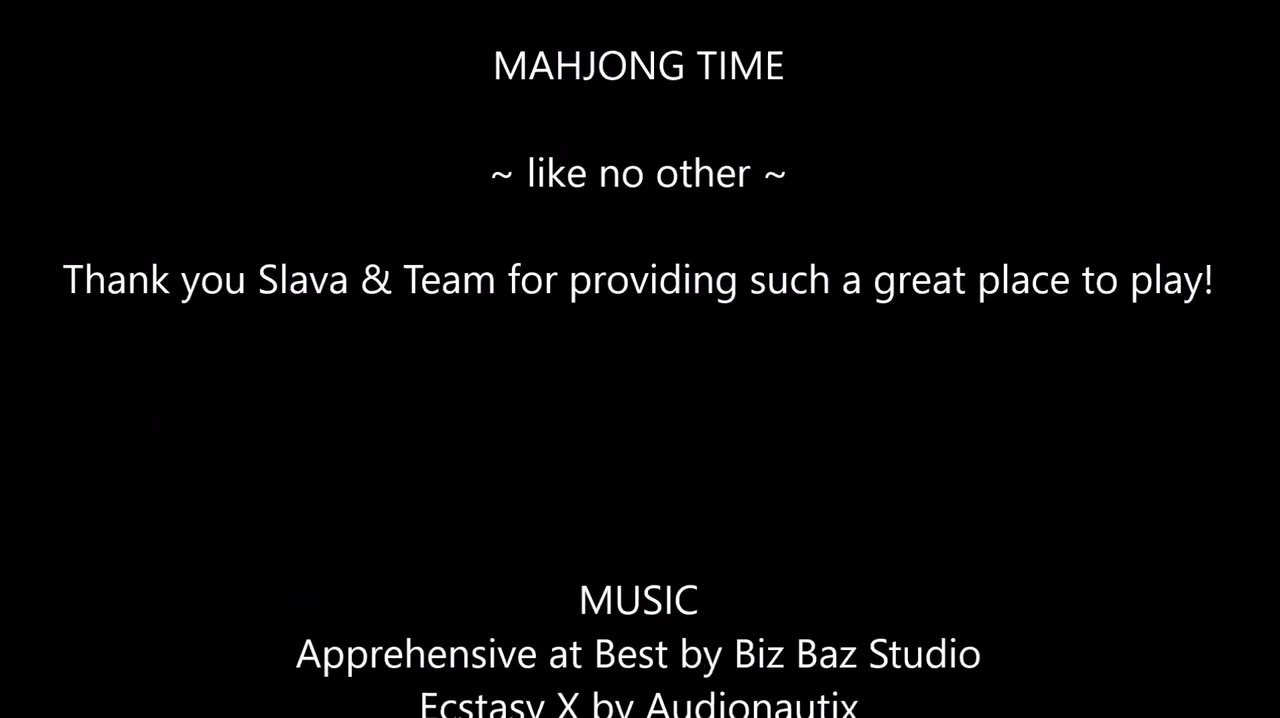 MAHJONG TIME
~ like no other ~
Thank you Slava & Team for providing such a great place to play!
MUSIC
Apprehensive at Best by Biz Baz Studio
Ecstasy X by Audionautix